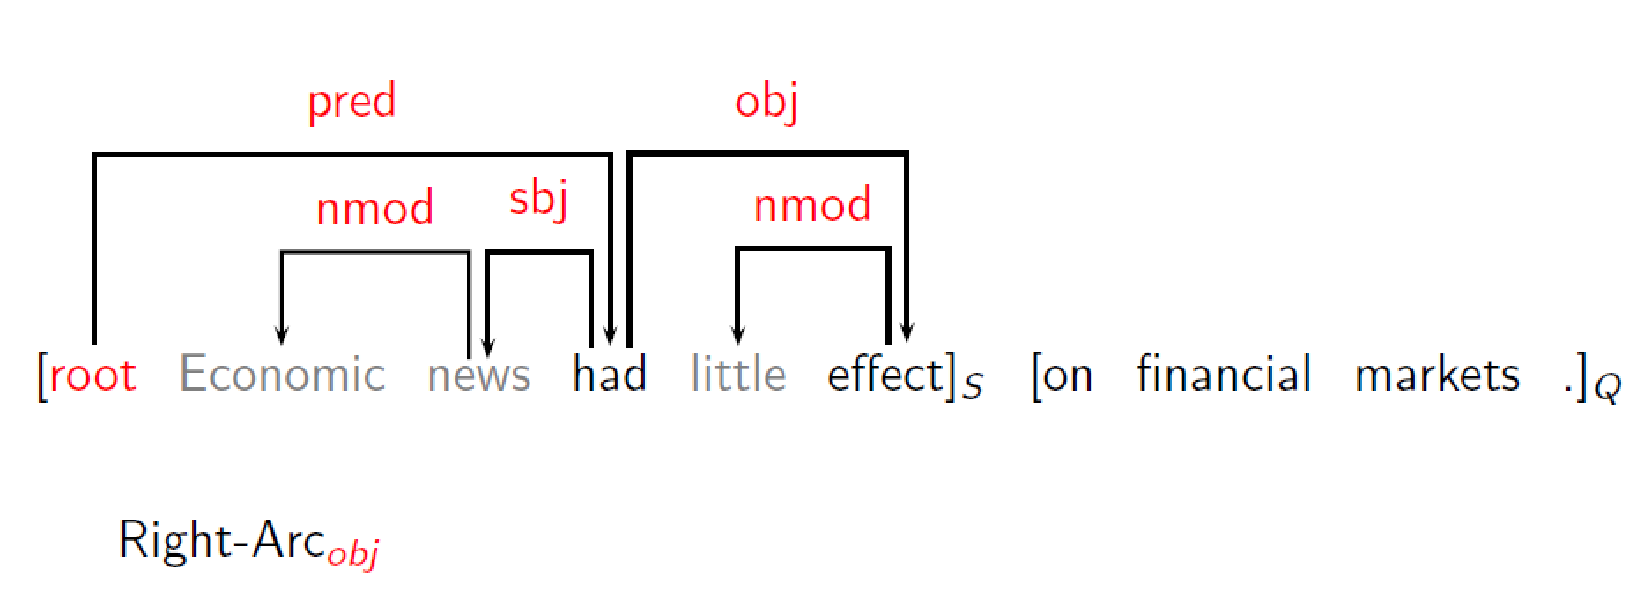 pred obj
nmod sbj nmod
[root Economic news had little effect]S [on financial markets .]Q
Right-Arcobj